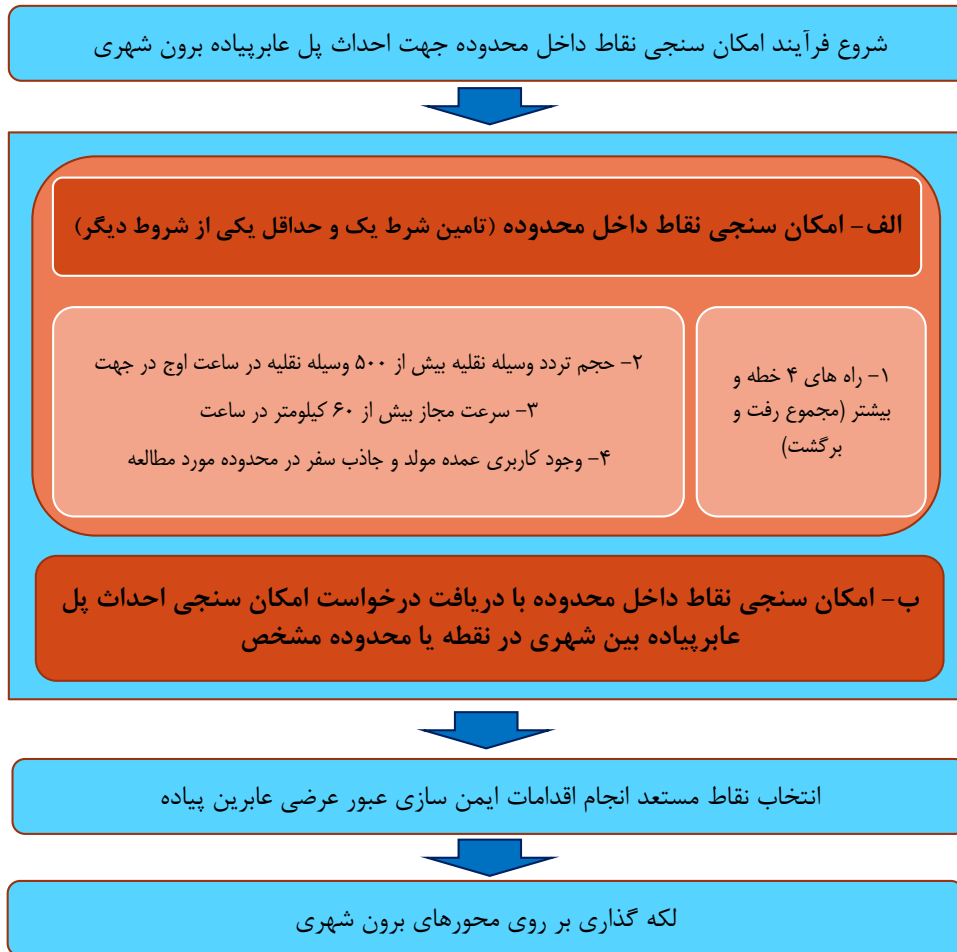 شروع فرآیند امکان سنجی نقاط داخل محدوده جهت احداث پل عابرپیاده برون شهری
الف- امکان سنجی نقاط داخل محدوده (تامین شرط یک و حداقل یکی از شروط دیگر)
۱- راه های ۴ خطه و
بیشتر (مجموع رفت و
برگشت)
۲- حجم تردد وسیله نقلیه بیش از ۵۰۰ وسیله نقلیه در ساعت اوج در جهت
۳- سرعت مجاز بیش از ۶۰ کیلومتر در ساعت
۴- وجود کاربری عمده مولد و جاذب سفر در محدوده مورد مطالعه
ب- امکان سنجی نقاط داخل محدوده با دریافت درخواست امکان سنجی احداث پل
عابرپیاده بین شهری در نقطه یا محدوده مشخص
انتخاب نقاط مستعد انجام اقدامات ایمن سازی عبور عرضی عابرین پیاده
لکه گذاری بر روی محورهای برون شهری